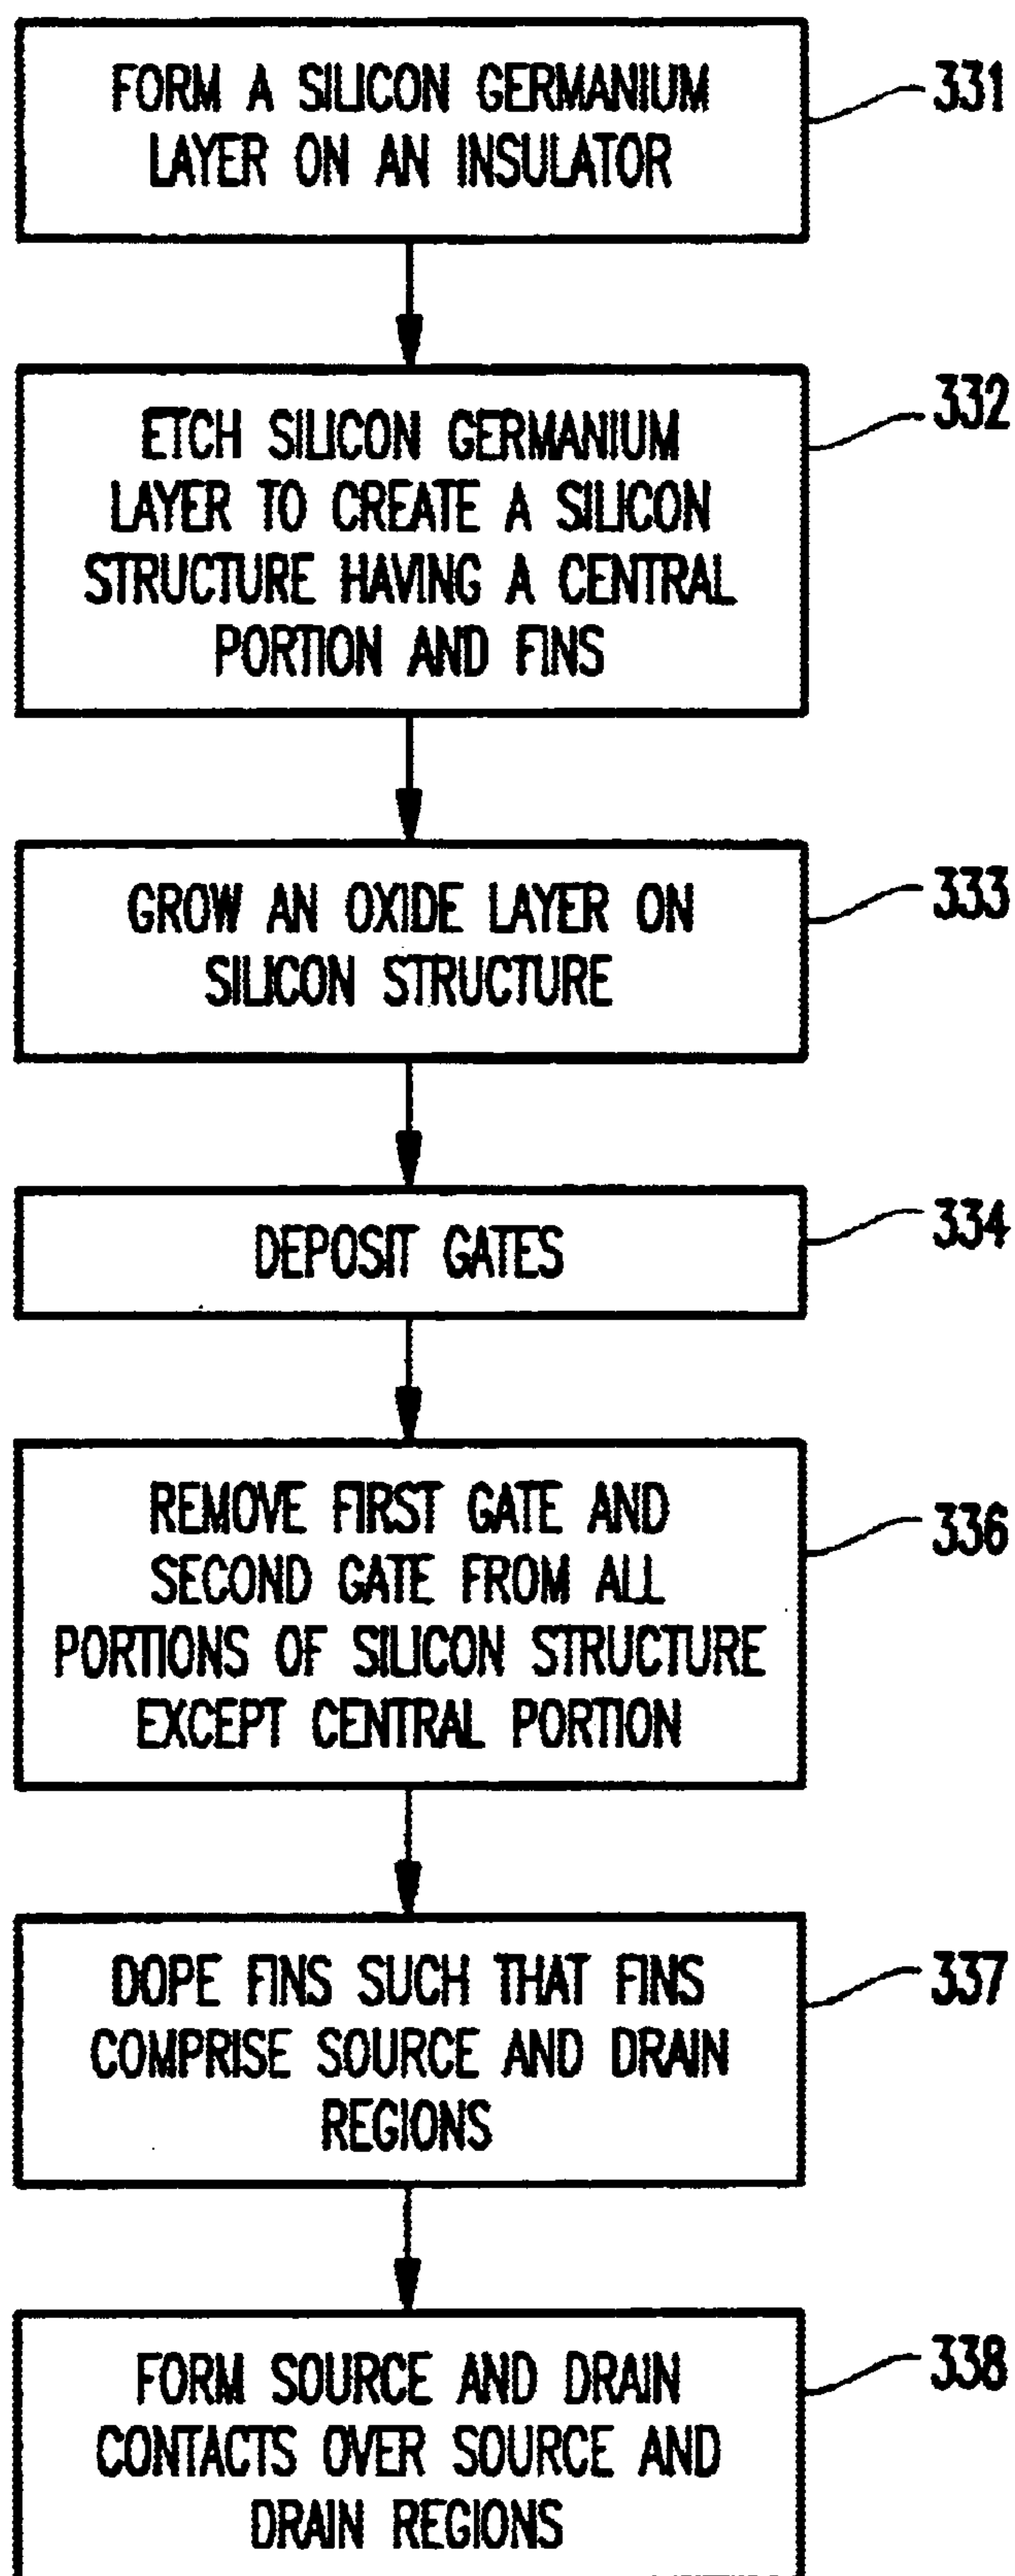 FORM A SILICON GERMANIUM
LAYER ON AN INSULATOR
331
ETCH SILICON GERMANIUM
LAYER TO CREATE A SILICON
STRUCTURE HAVING A CENTRAL
PORTION AND FINS
332
GROW AN OXIDE LAYER ON
SILICON STRUCTURE
333
DEPOSIT GATES
334
REMOVE FIRST GATE AND
SECOND GATE FROM ALL
PORTIONS OF SILICON STRUCTURE
EXCEPT CENTRAL PORTION
336
DOPE FINS SUCH THAT FINS
COMPRISE SOURCE AND DRAIN
REGIONS
337
FORM SOURCE AND DRAIN
CONTACTS OVER SOURCE AND
DRAIN REGIONS
338